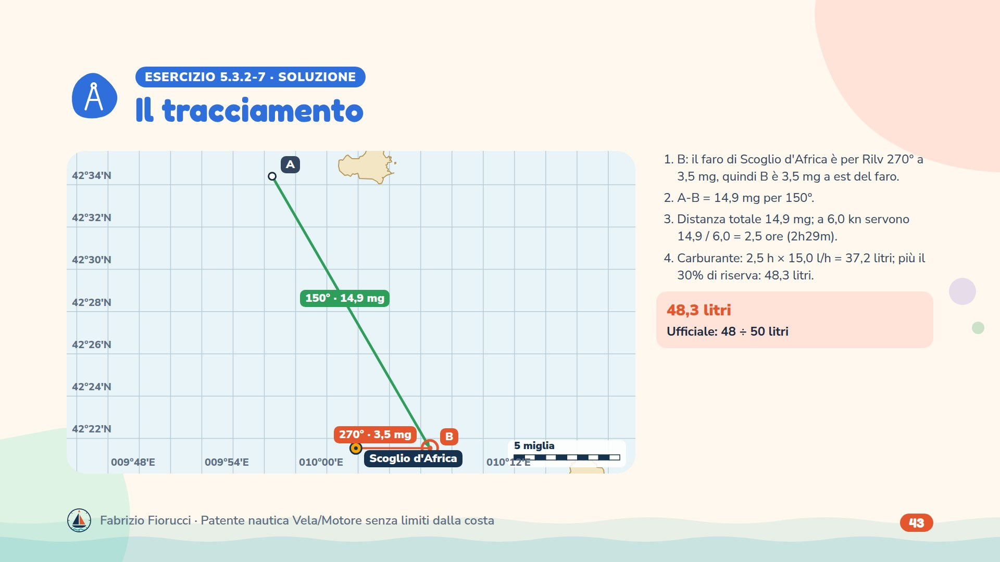 ESERCIZIO 5.3.2-7 · SOLUZIONE
Il tracciamento
A
42°34'N
42°32'N
42°30'N
150° · 14,9 mg
42°28'N
42°26'N
42°24'N
42°22'N
270° · 3,5 mg
B
5 miglia
Scoglio d'Africa
009°48'E
009°54'E
010°00'E
010°12'E
1. B: il faro di Scoglio d'Africa è per Rilv 270° a
3,5 mg, quindi B è 3,5 mg a est del faro.
2. A-B = 14,9 mg per 150°.
3. Distanza totale 14,9 mg; a 6,0 kn servono
14,9 / 6,0 = 2,5 ore (2h29m).
4. Carburante: 2,5 h × 15,0 l/h = 37,2 litri; più il
30% di riserva: 48,3 litri.
48,3 litri
Ufficiale: 48 ÷ 50 litri
Fabrizio Fiorucci · Patente nautica Vela/Motore senza limiti dalla costa
43